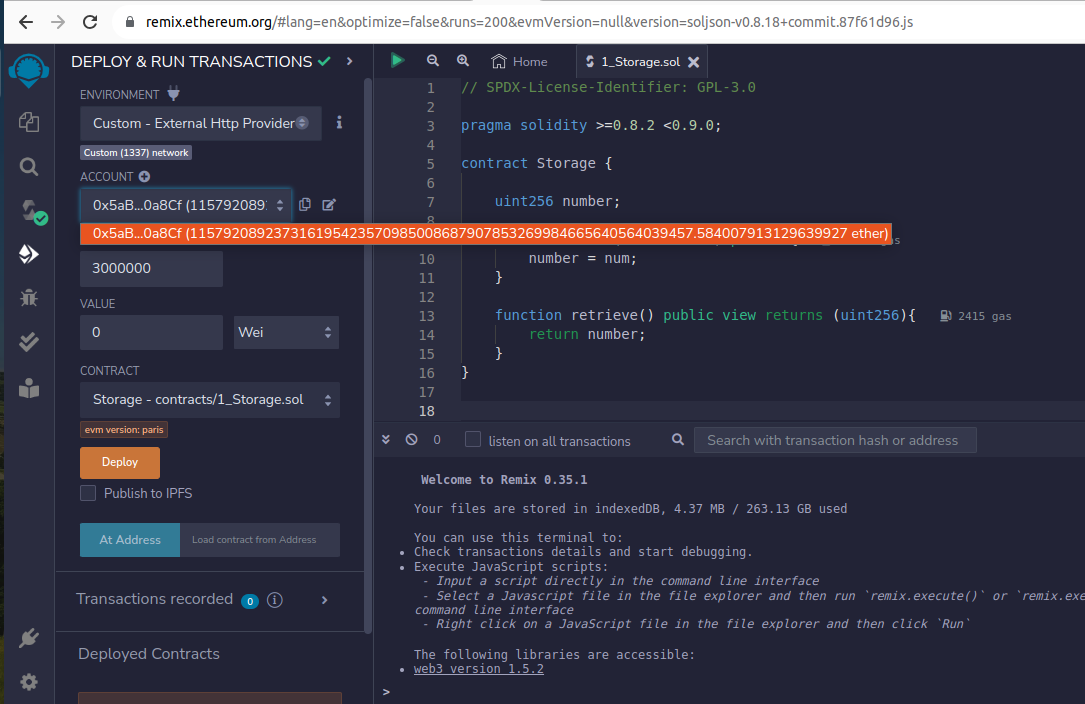 remix.ethereum.org/#lang=en&optimize=false&runs=200&evmVersion=null&version=soljson-v0.8.18+commit.87f61d96.js
DEPLOY & RUN TRANSACTIONS
ENVIRONMENT
Custom - External Http Provider
Custom (1337) network
ACCOUNT
0x5aB...0a8Cf (115792089
0x5aB...0a8Cf (115792089237316195423570985008687907853269984665640564039457.584007913129639927 ether)
3000000
VALUE
0
Wei
CONTRACT
Storage - contracts/1_Storage.sol
evm version: paris
Deploy
Publish to IPFS
At Address
Load contract from Address
Transactions recorded 0
Deployed Contracts
Home
1_Storage.sol
1 // SPDX-License-Identifier: GPL-3.0
2
3 pragma solidity >=0.8.2 <0.9.0;
4
5 contract Storage {
6
7 uint256 number;
8
gas
10 number = num;
11 }
12
13 function retrieve() public view returns (uint256){ 2415 gas
14 return number;
15 }
16 }
17
18
0
listen on all transactions
Search with transaction hash or address
Welcome to Remix 0.35.1
Your files are stored in indexedDB, 4.37 MB / 263.13 GB used
You can use this terminal to:
• Check transactions details and start debugging.
• Execute JavaScript scripts:
- Input a script directly in the command line interface
- Select a Javascript file in the file explorer and then run `remix.execute()` or `remix.exe
command line interface
- Right click on a JavaScript file in the file explorer and then click `Run`
The following libraries are accessible:
• web3 version 1.5.2
>